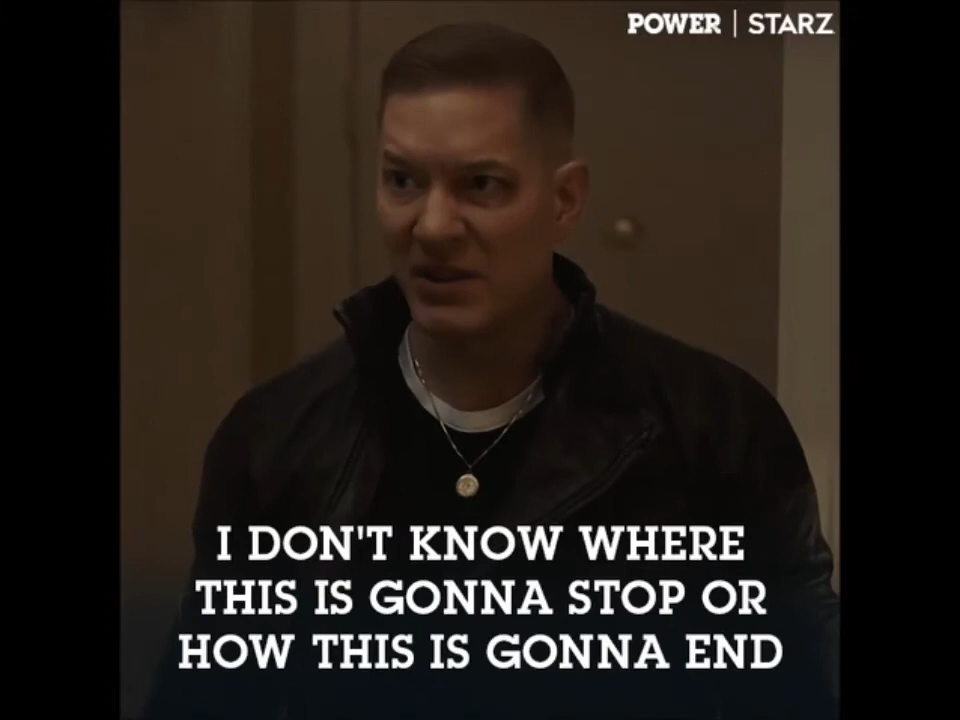 POWER | STARZ
I DON'T KNOW WHERE
THIS IS GONNA STOP OR
HOW THIS IS GONNA END